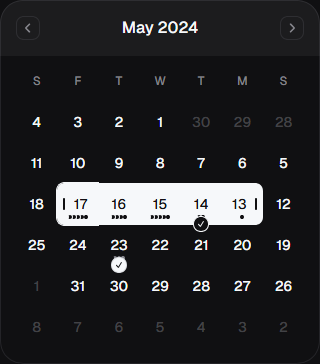 May 2024
S F T W T M S
4 3 2 1 30 29 28
11 10 9 8 7 6 5
18 17 16 15 14 13 12
25 24 23 22 21 20 19
1 31 30 29 28 27 26
8 7 6 5 4 3 2